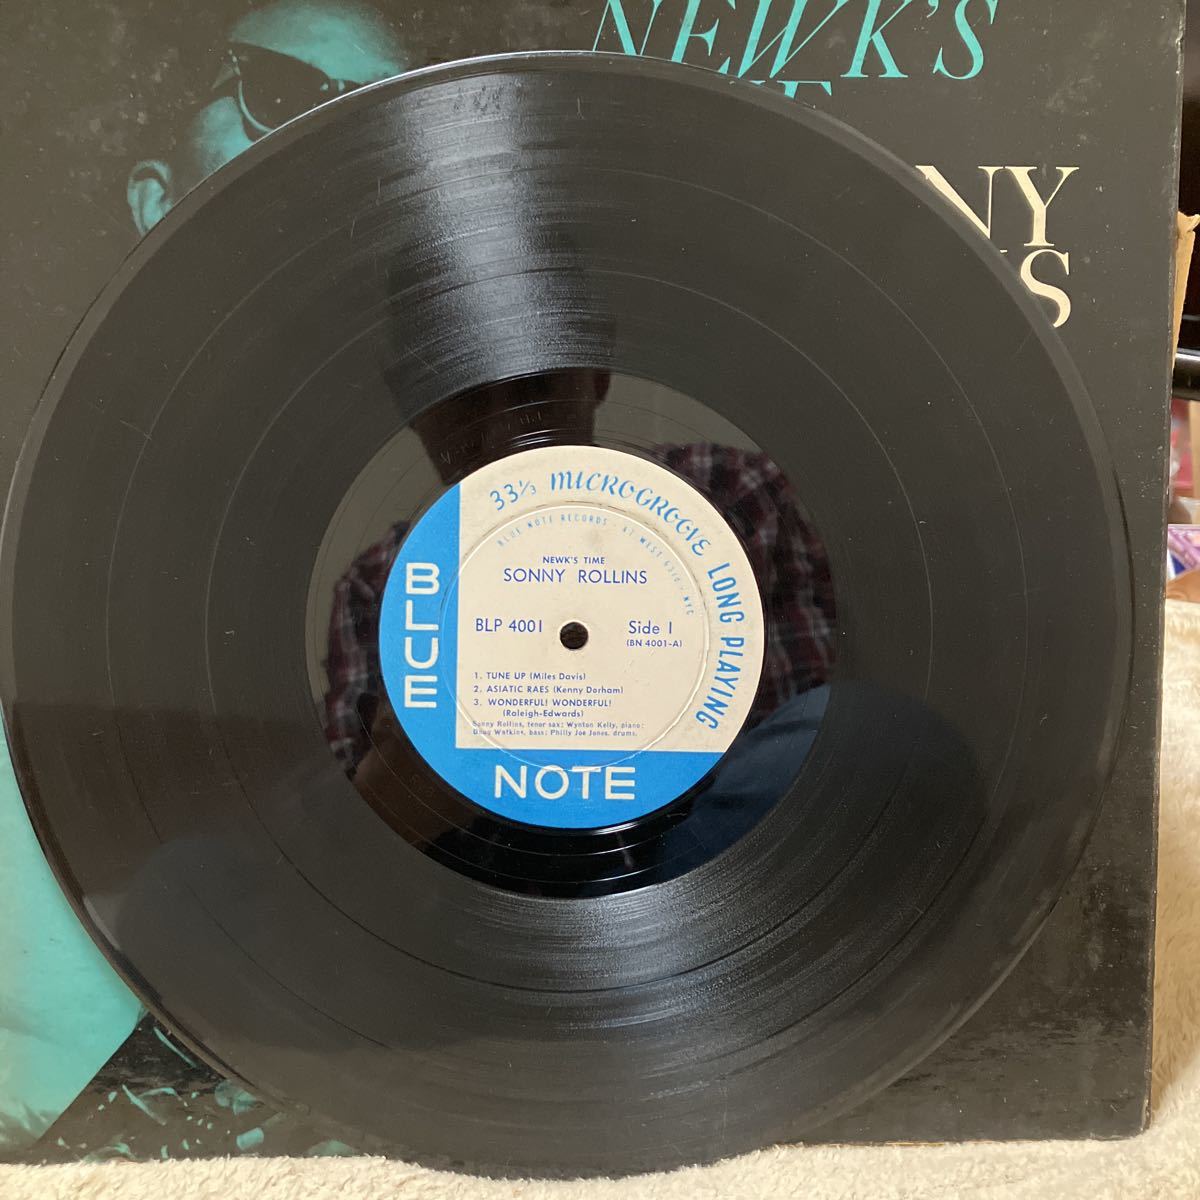 NEWK'S
NY
S
33⅓ MICROGROOVE LONG PLAYING
BLUE NOTE RECORDS · 47 WEST 63rd · NYC
NEWK'S TIME
SONNY ROLLINS
BLP 4001 Side 1
(BN 4001-A)
1. TUNE UP (Miles Davis)
2. ASIATIC RAES (Kenny Dorham)
3. WONDERFUL! WONDERFUL!
(Raleigh-Edwards)
Sonny Rollins, tenor sax; Wynton Kelly, piano;
Doug Watkins, bass; Philly Joe Jones, drums.
BLUE
NOTE